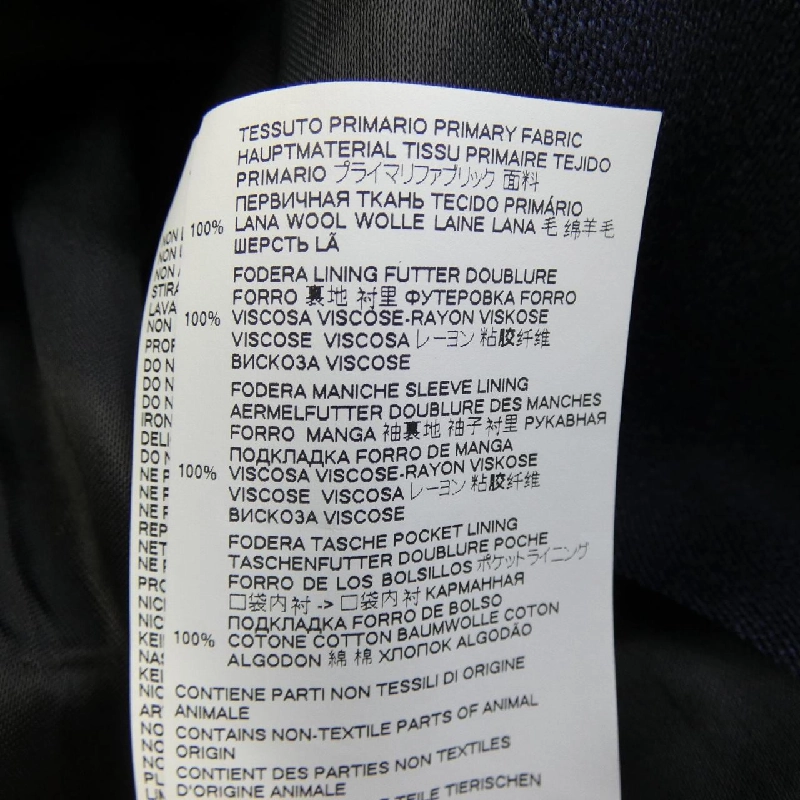 TESSUTO PRIMARIO PRIMARY FABRIC
HAUPTMATERIAL TISSU PRIMAIRE TEJIDO
PRIMARIO プライマリファブリック 面料
ПЕРВИЧНАЯ ТКАНЬ TECIDO PRIMÁRIO
100% LANA WOOL WOLLE LAINE LANA 毛 绵羊毛
ШЕРСТЬ LÃ
FODERA LINING FUTTER DOUBLURE
FORRO 裏地 衬里 ФУТЕРОВКА FORRO
100% VISCOSA VISCOSE-RAYON VISKOSE
VISCOSE VISCOSA レーヨン 粘胶纤维
ВИСКОЗА VISCOSE
FODERA MANICHE SLEEVE LINING
AERMELFUTTER DOUBLURE DES MANCHES
FORRO MANGA 袖裏地 袖子衬里 РУКАВНАЯ
ПОДКЛАДКА FORRO DE MANGA
100% VISCOSA VISCOSE-RAYON VISKOSE
VISCOSE VISCOSA レーヨン 粘胶纤维
ВИСКОЗА VISCOSE
FODERA TASCHE POCKET LINING
TASCHENFUTTER DOUBLURE POCHE
FORRO DE LOS BOLSILLOS ポケットライニング
口袋内衬 -> 口袋内衬 КАРМАННАЯ
ПОДКЛАДКА FORRO DE BOLSO
100% COTONE COTTON BAUMWOLLE COTON
ALGODON 綿 棉 ХЛОПОК ALGODÃO
CONTIENE PARTI NON TESSILI DI ORIGINE
ANIMALE
CONTAINS NON-TEXTILE PARTS OF ANIMAL
ORIGIN
CONTIENT DES PARTIES NON TEXTILES
D'ORIGINE ANIMALE
TEILE TIERISCHEN